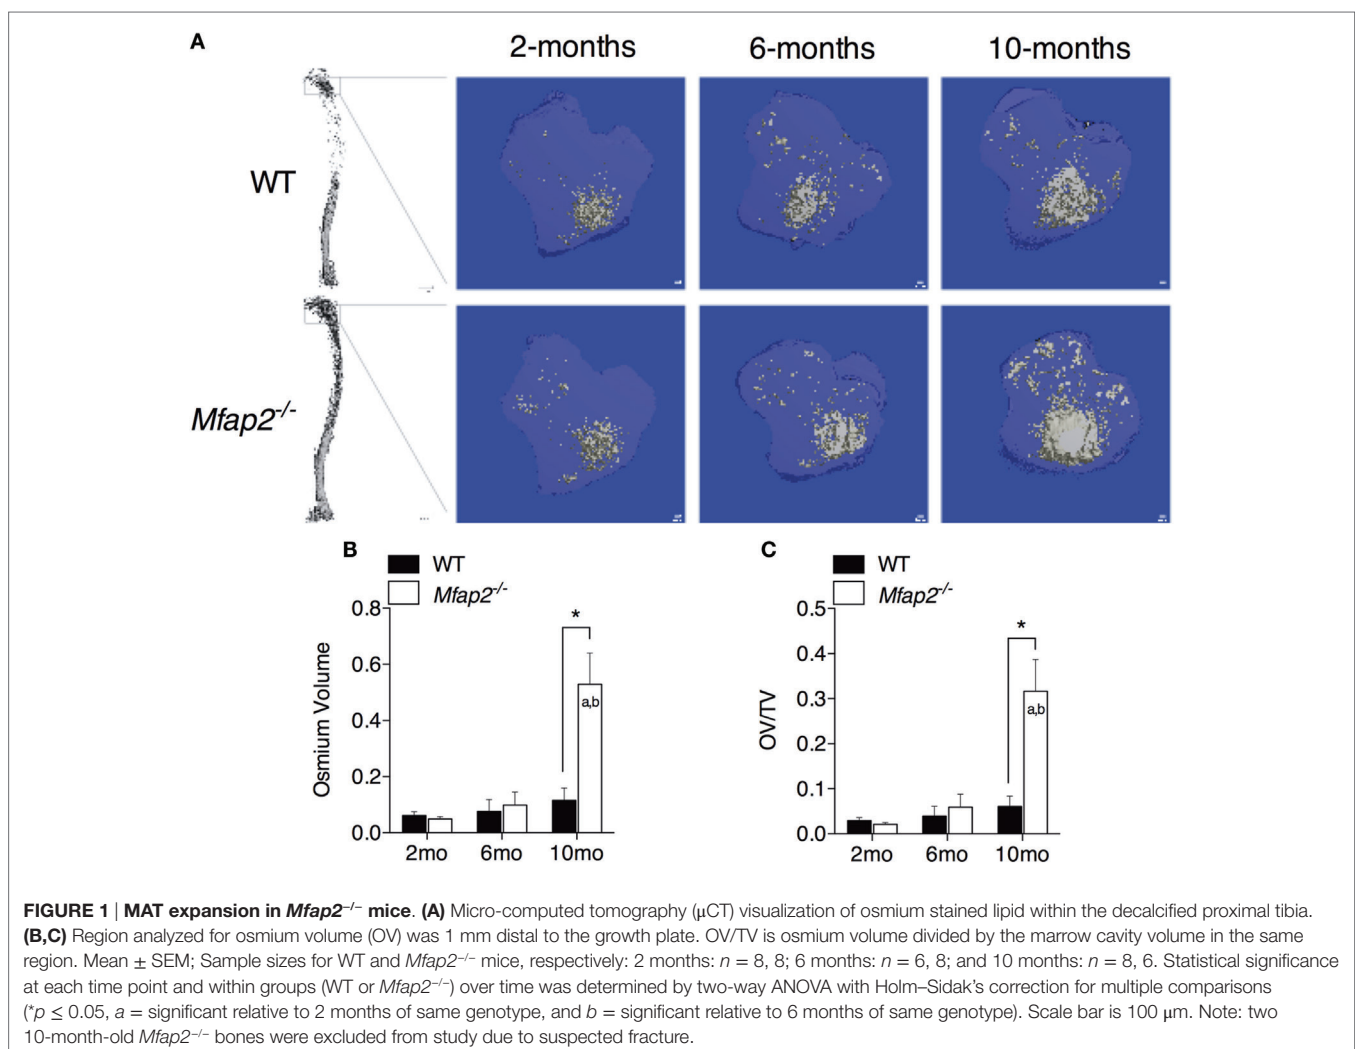 A
2-months 6-months 10-months
WT
Mfap2-/-
B
WT
Mfap2-/-
Osmium Volume
0.8
0.6
0.4
0.2
0.0
*
a,b
2mo 6mo 10mo
C
WT
Mfap2-/-
OV/TV
0.5
0.4
0.3
0.2
0.1
0.0
*
a,b
2mo 6mo 10mo
FIGURE 1 | MAT expansion in Mfap2−/− mice. (A) Micro-computed tomography (μCT) visualization of osmium stained lipid within the decalcified proximal tibia.
(B,C) Region analyzed for osmium volume (OV) was 1 mm distal to the growth plate. OV/TV is osmium volume divided by the marrow cavity volume in the same
region. Mean ± SEM; Sample sizes for WT and Mfap2−/− mice, respectively: 2 months: n = 8, 8; 6 months: n = 6, 8; and 10 months: n = 8, 6. Statistical significance
at each time point and within groups (WT or Mfap2−/−) over time was determined by two-way ANOVA with Holm–Sidak's correction for multiple comparisons
(*p ≤ 0.05, a = significant relative to 2 months of same genotype, and b = significant relative to 6 months of same genotype). Scale bar is 100 μm. Note: two
10-month-old Mfap2−/− bones were excluded from study due to suspected fracture.